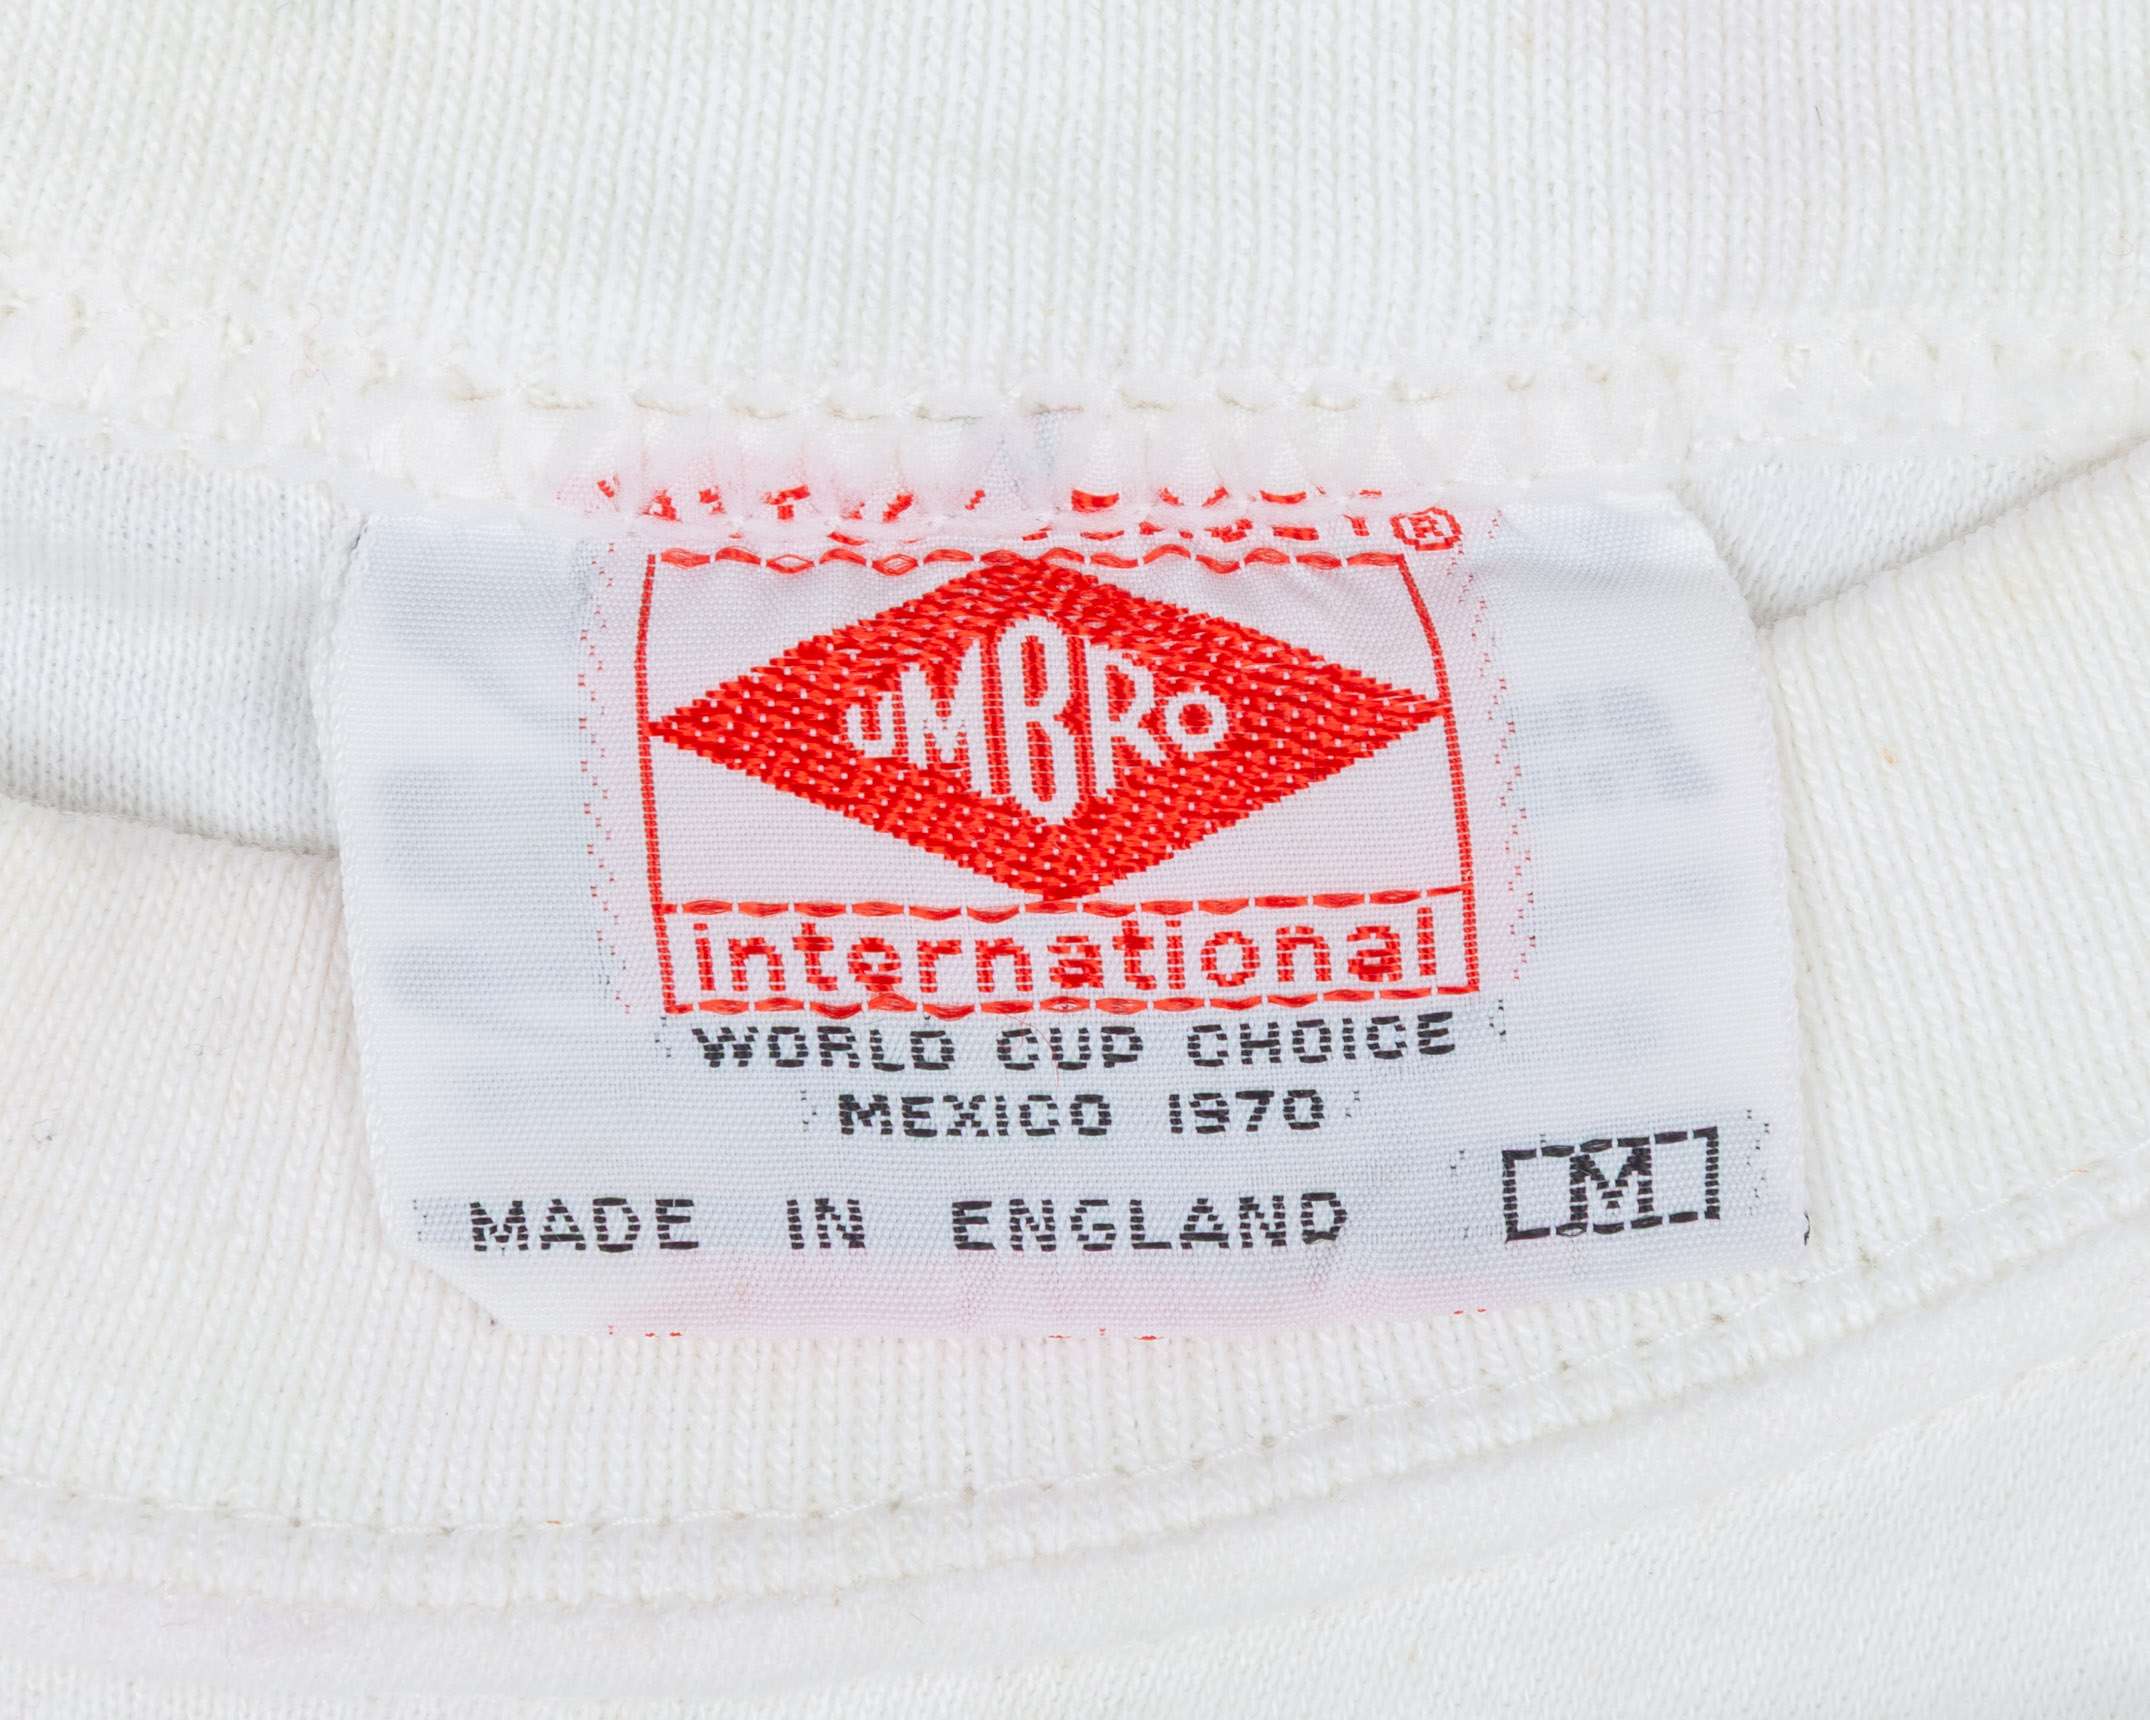 ®
UMBRO
international
WORLD CUP CHOICE
MEXICO 1970
MADE IN ENGLAND M